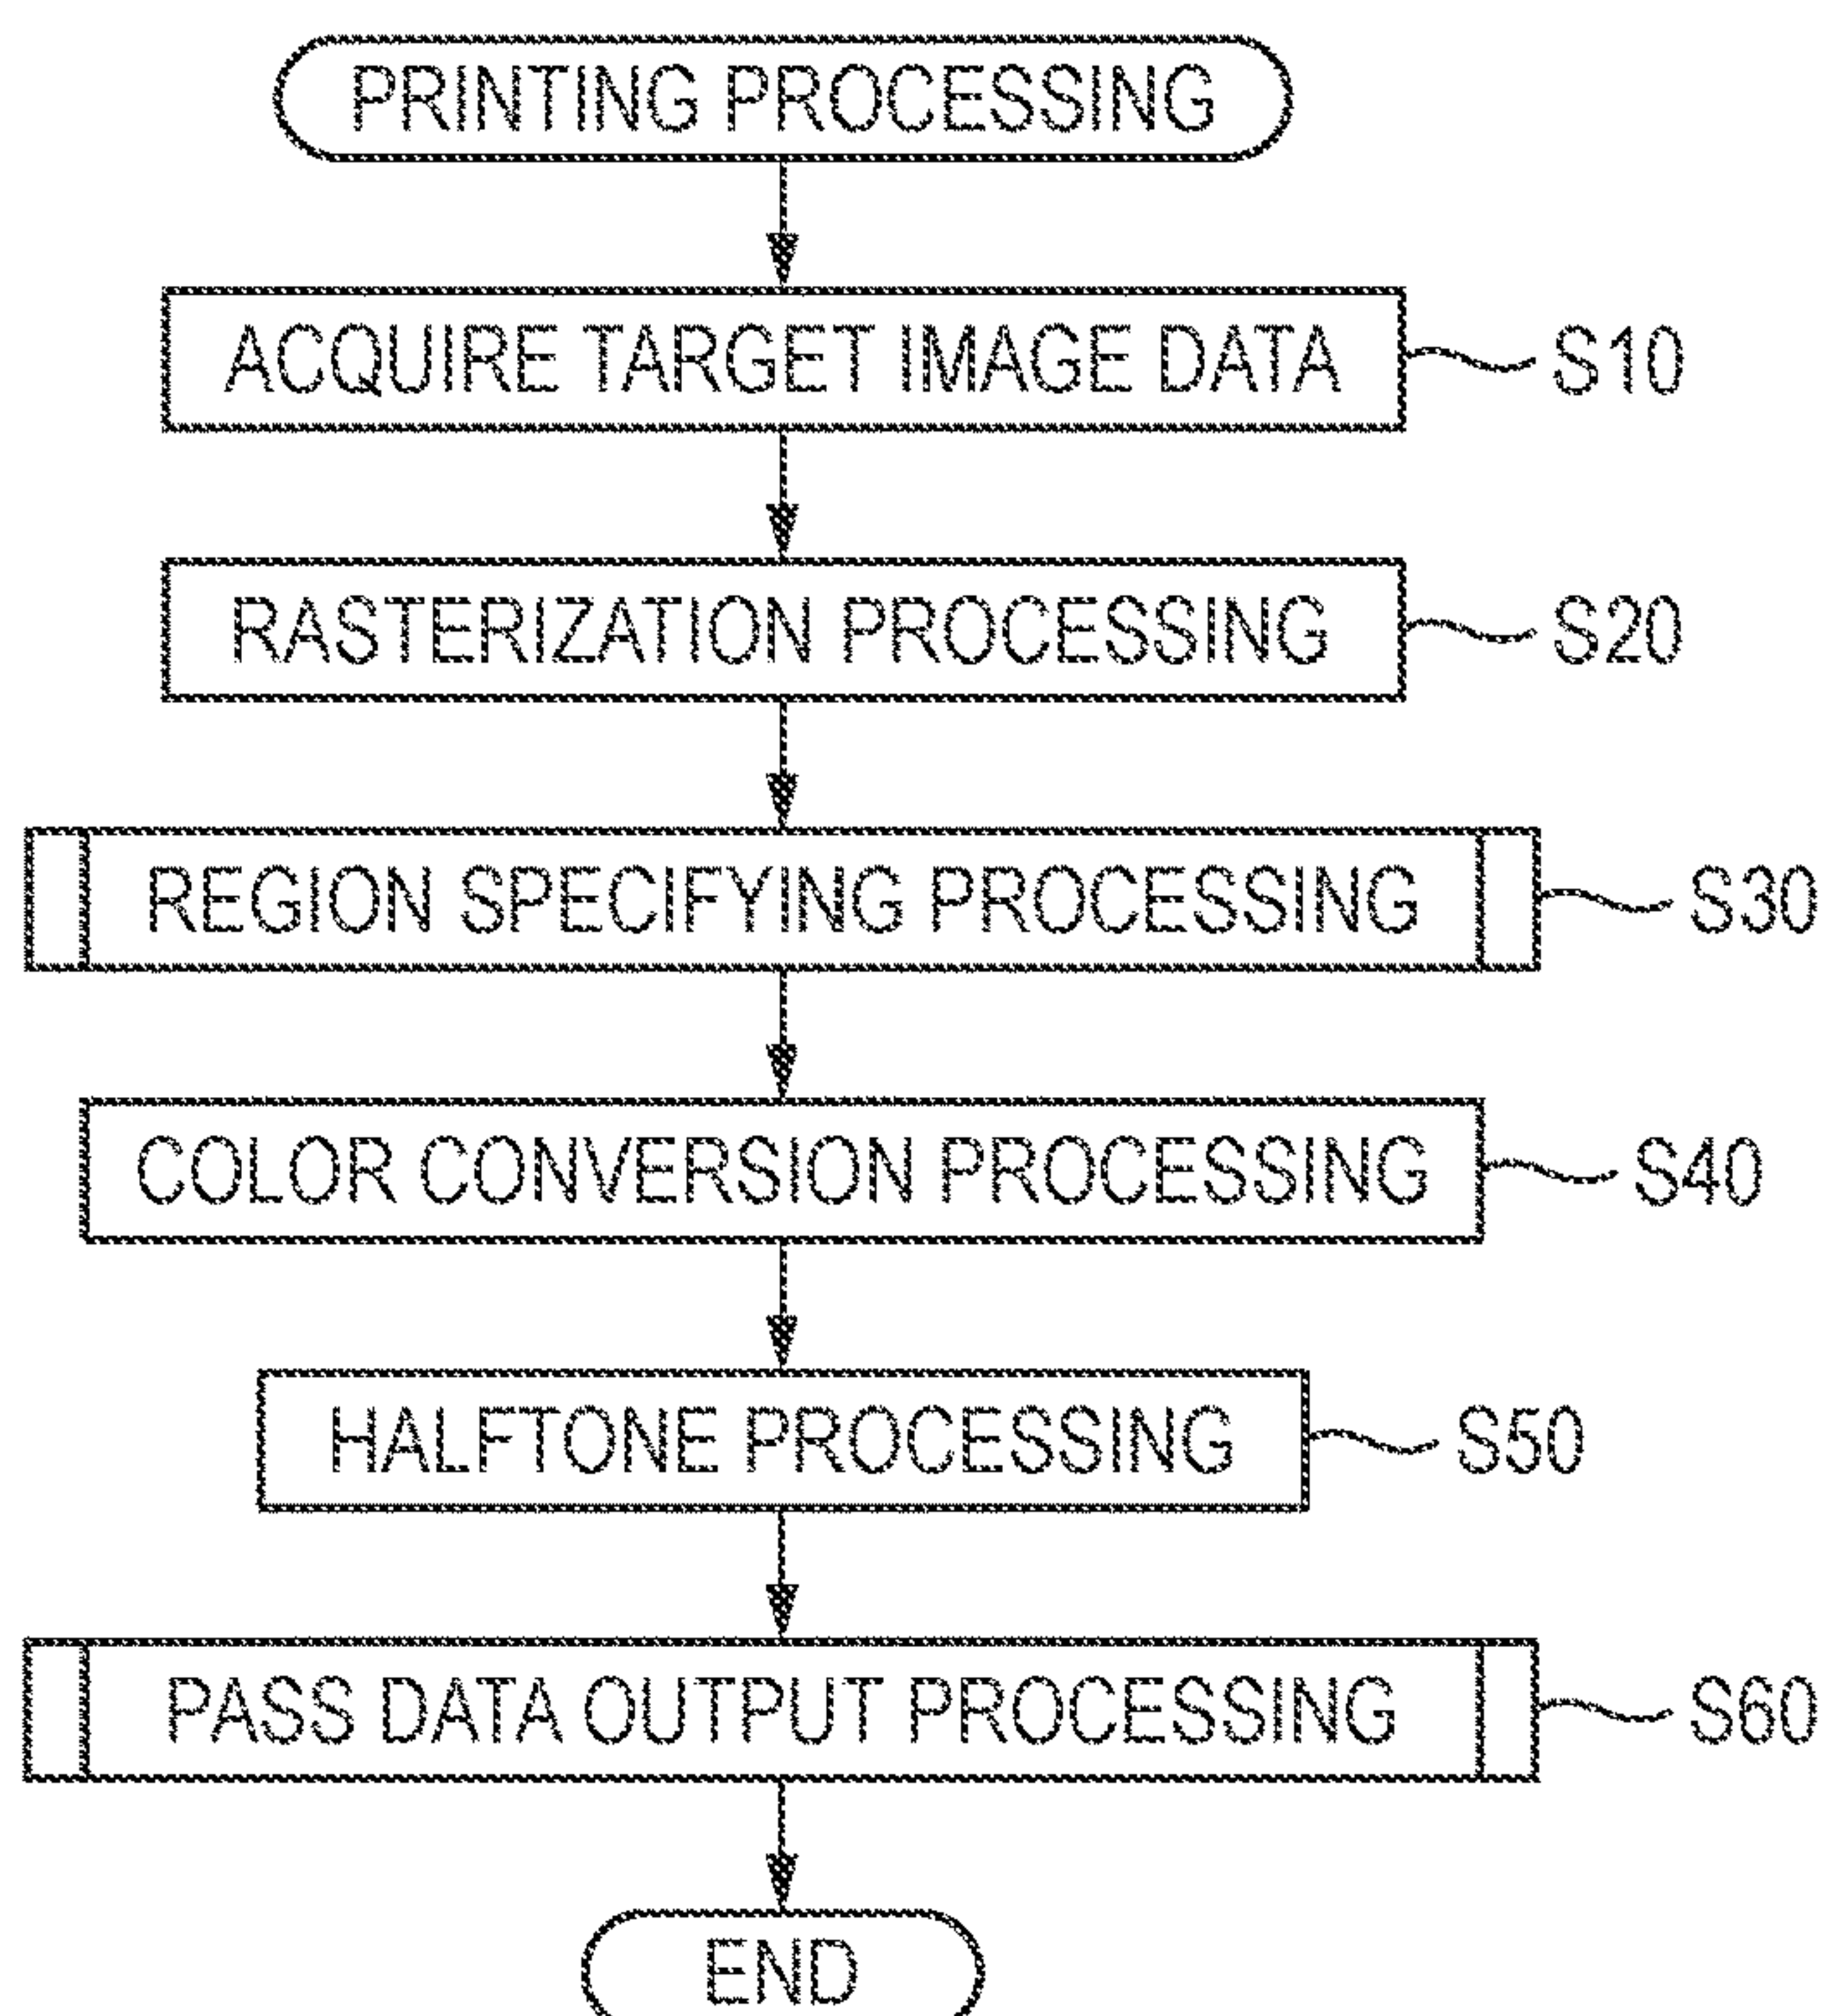 PRINTING PROCESSING
ACQUIRE TARGET IMAGE DATA S10
RASTERIZATION PROCESSING S20
REGION SPECIFYING PROCESSING S30
COLOR CONVERSION PROCESSING S40
HALFTONE PROCESSING S50
PASS DATA OUTPUT PROCESSING S60
END